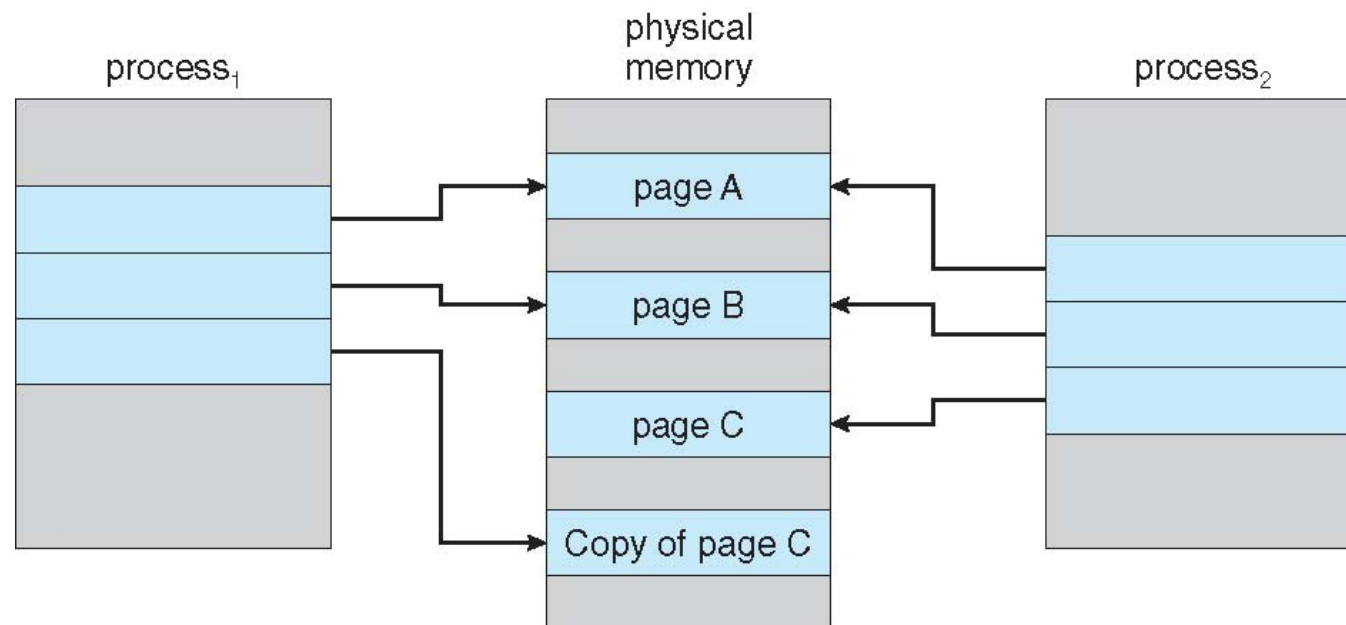 process₁
physical
memory
process₂
page A
page B
page C
Copy of page C